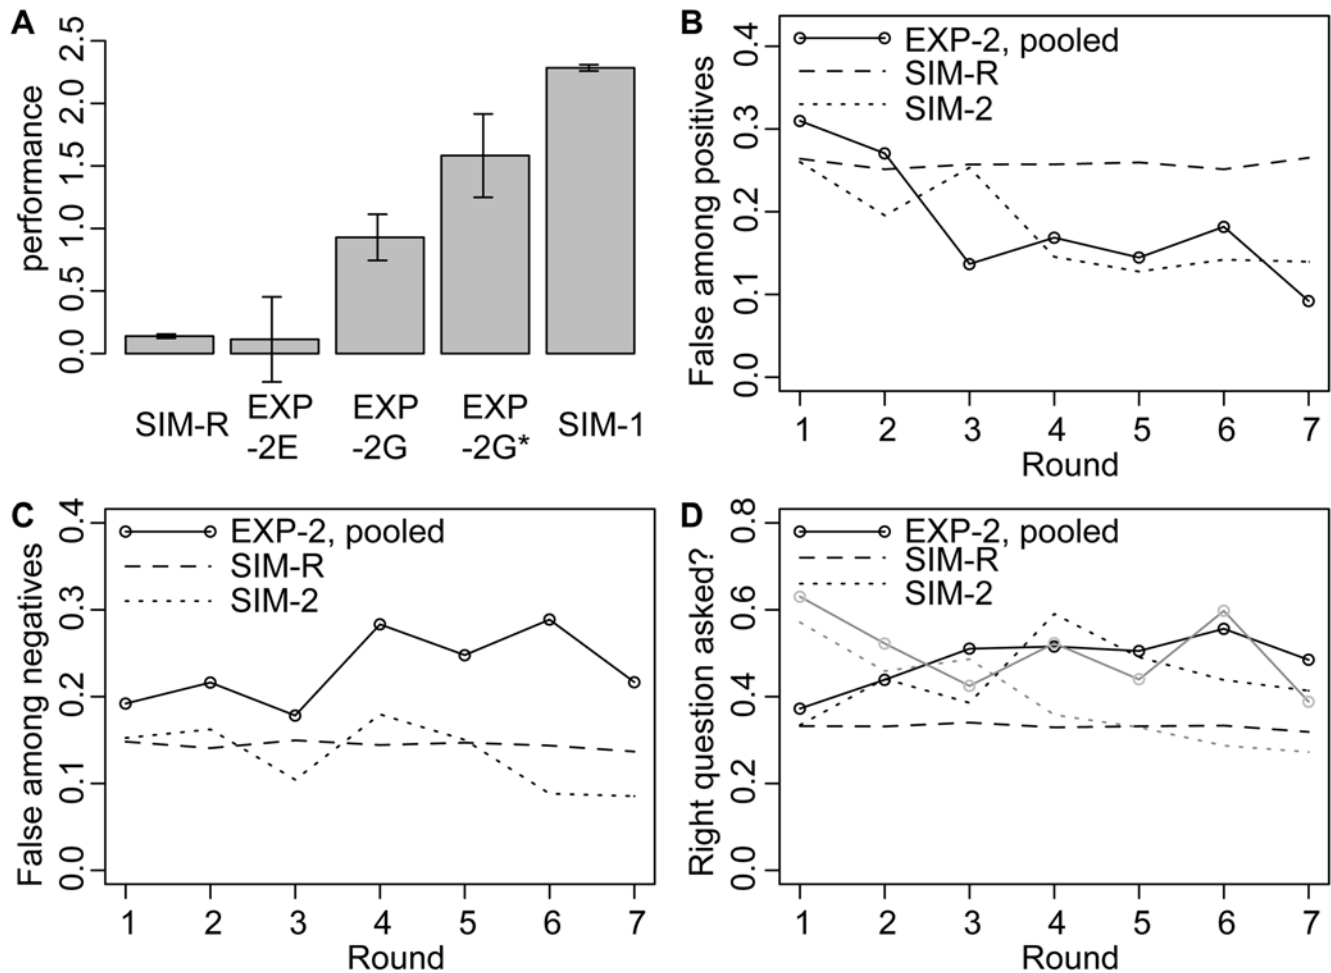 A
performance
0.0 0.5 1.0 1.5 2.0 2.5
SIM-R
EXP
-2E
EXP
-2G
EXP
-2G*
SIM-1
B
False among positives
0.0 0.1 0.2 0.3 0.4
EXP-2, pooled
SIM-R
SIM-2
1 2 3 4 5 6 7
Round
C
False among negatives
0.0 0.1 0.2 0.3 0.4
EXP-2, pooled
SIM-R
SIM-2
1 2 3 4 5 6 7
Round
D
Right question asked?
0.0 0.2 0.4 0.6 0.8
EXP-2, pooled
SIM-R
SIM-2
1 2 3 4 5 6 7
Round